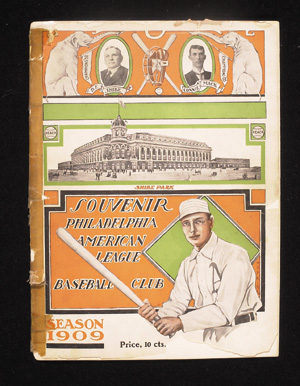 SHIBE PARK
SOUVENIR
PHILADELPHIA
AMERICAN
LEAGUE
BASEBALL CLUB
SEASON
1909
Price, 10 cts.